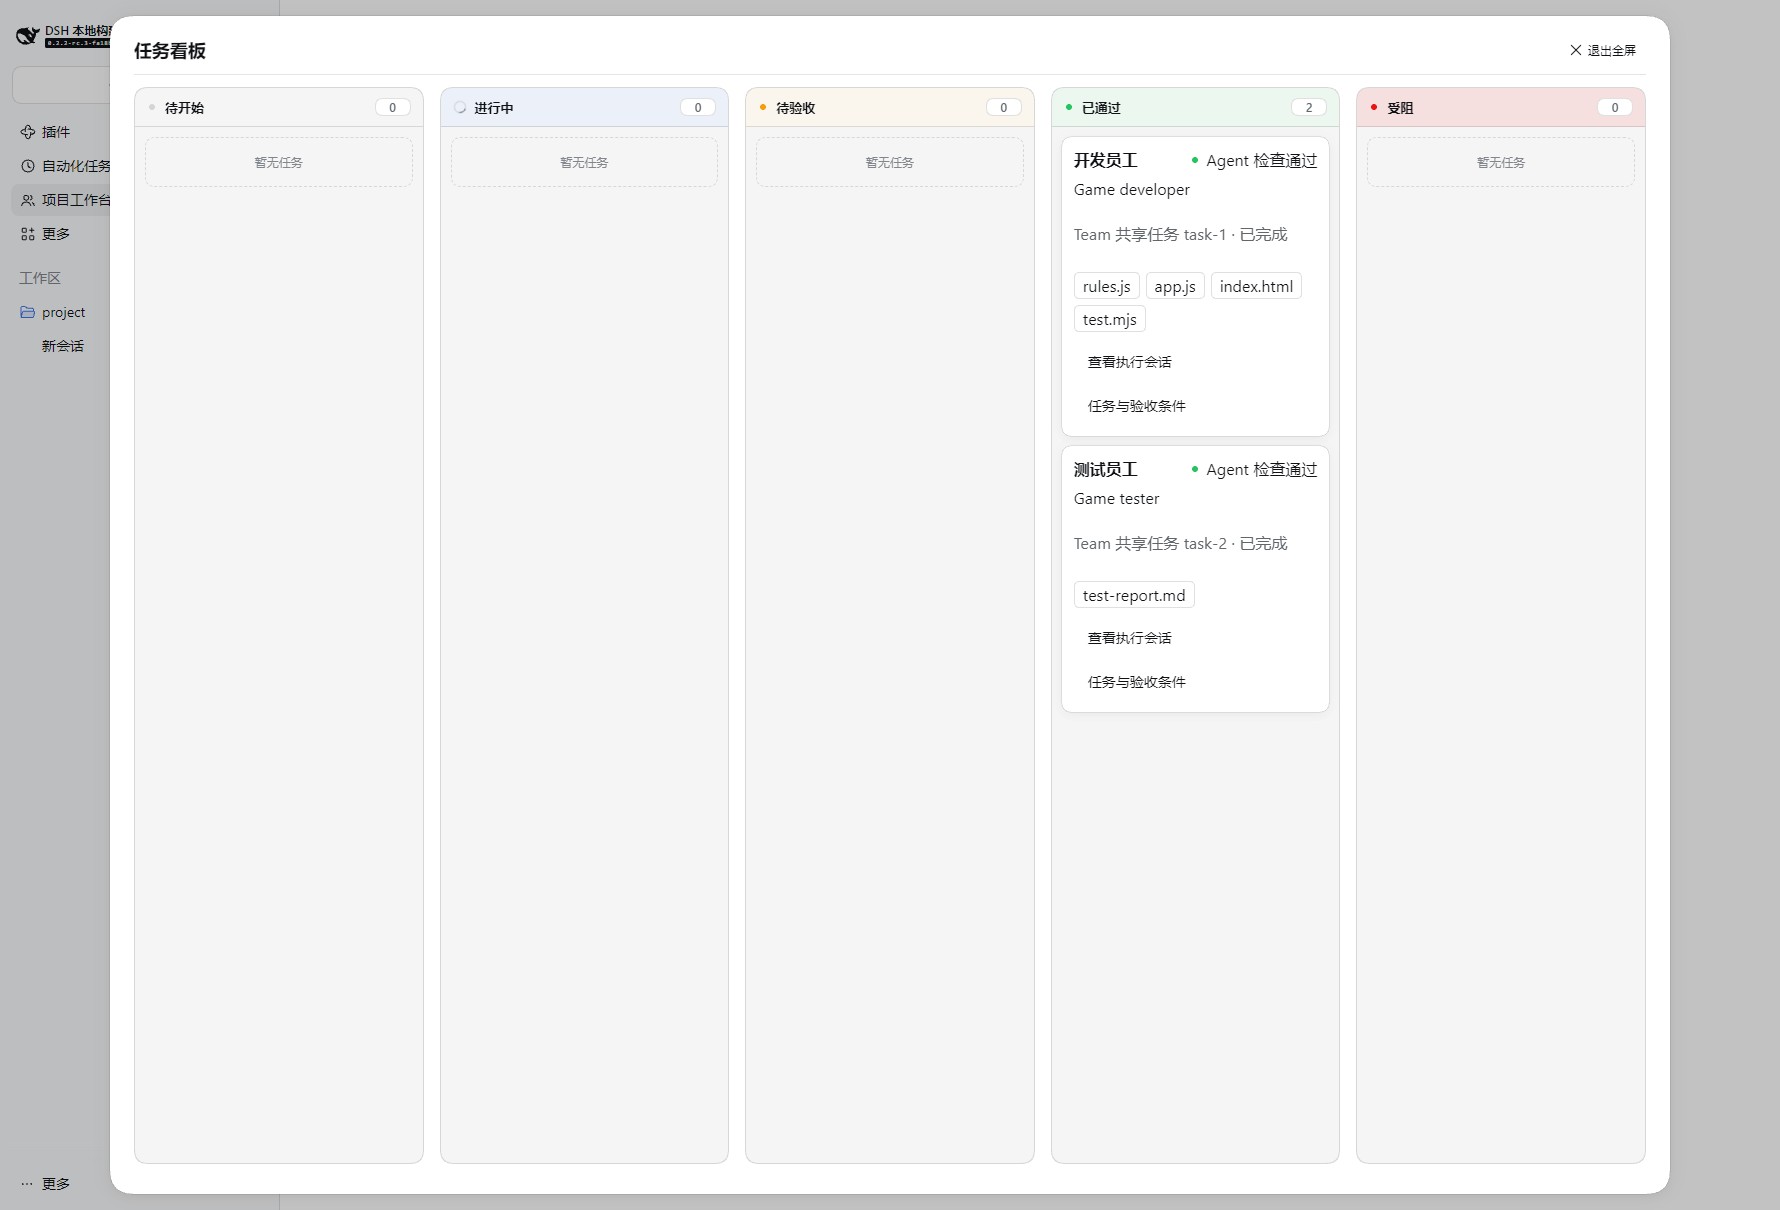 DSH 本地构
任务看板
退出全屏
插件
自动化任务
项目工作台
更多
工作区
project
新会话
更多
待开始 0
暂无任务
进行中 0
暂无任务
待验收 0
暂无任务
已通过 2
开发员工 Agent 检查通过
Game developer
Team 共享任务 task-1 · 已完成
rules.js app.js index.html
test.mjs
查看执行会话
任务与验收条件
测试员工 Agent 检查通过
Game tester
Team 共享任务 task-2 · 已完成
test-report.md
查看执行会话
任务与验收条件
受阻 0
暂无任务